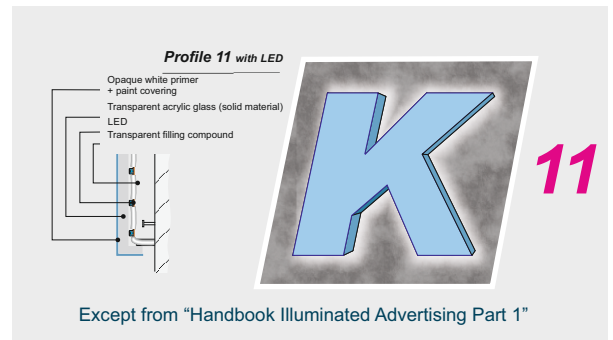 Profile 11 with LED
Opaque white primer
+ paint covering
Transparent acrylic glass (solid material)
LED
Transparent filling compound
K
11
Except from “Handbook Illuminated Advertising Part 1”